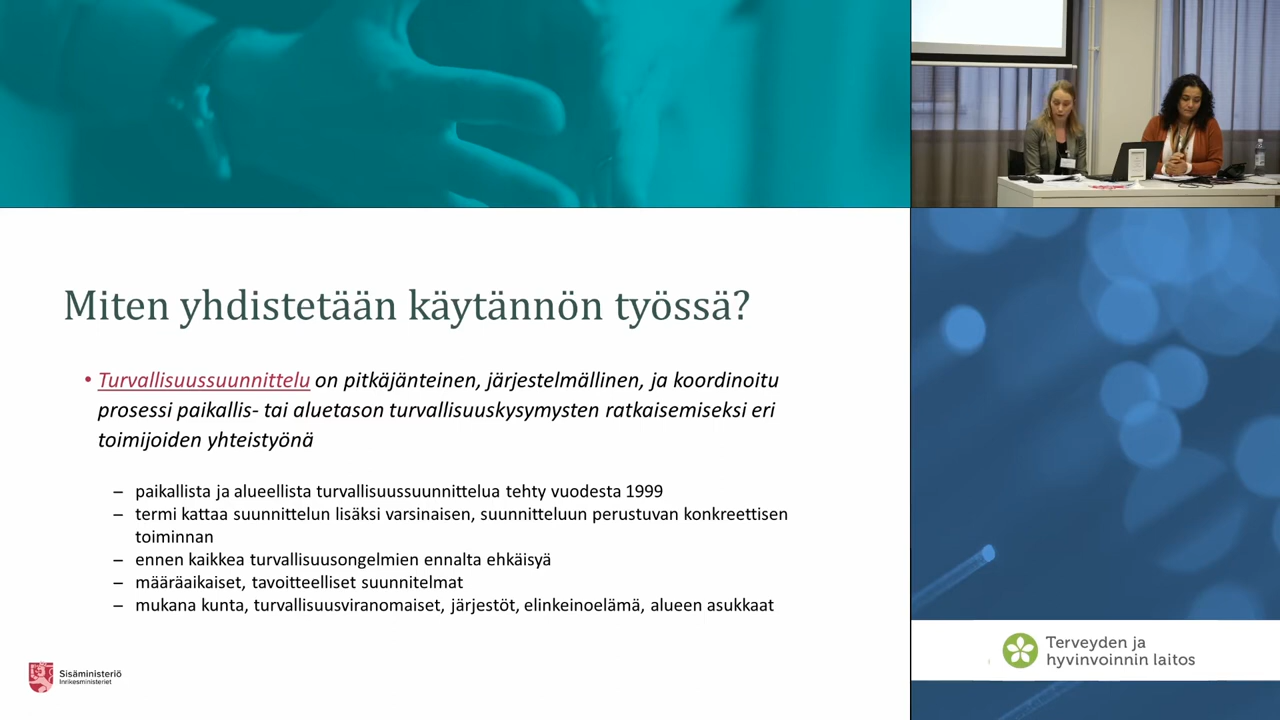 Miten yhdistetään käytännön työssä?
• Turvallisuussuunnittelu on pitkäjänteinen, järjestelmällinen, ja koordinoitu
prosessi paikallis- tai aluetason turvallisuuskysymysten ratkaisemiseksi eri
toimijoiden yhteistyönä
– paikallista ja alueellista turvallisuussuunnittelua tehty vuodesta 1999
– termi kattaa suunnittelun lisäksi varsinaisen, suunnitteluun perustuvan konkreettisen
toiminnan
– ennen kaikkea turvallisuusongelmien ennalta ehkäisyä
– määräaikaiset, tavoitteelliset suunnitelmat
– mukana kunta, turvallisuusviranomaiset, järjestöt, elinkeinoelämä, alueen asukkaat
Sisäministeriö
Inrikesministeriet
Terveyden ja
hyvinvoinnin laitos